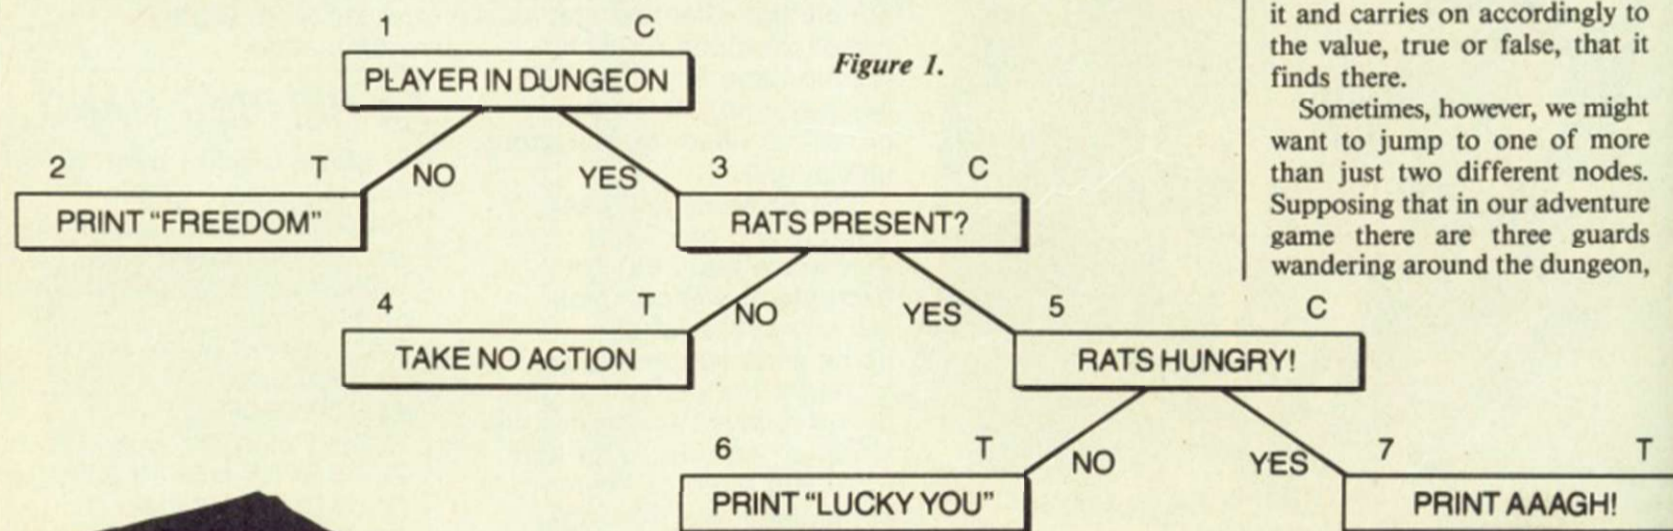 1 C
PLAYER IN DUNGEON
Figure 1.
2 T
NO
YES
3 C
PRINT “FREEDOM”
RATS PRESENT?
4 T
NO
YES
5 C
TAKE NO ACTION
RATS HUNGRY!
6 T
NO
YES
7 T
PRINT “LUCKY YOU”
PRINT AAAGH!
it and carries on accordingly to
the value, true or false, that it
finds there.
Sometimes, however, we might
want to jump to one of more
than just two different nodes.
Supposing that in our adventure
game there are three guards
wandering around the dungeon,